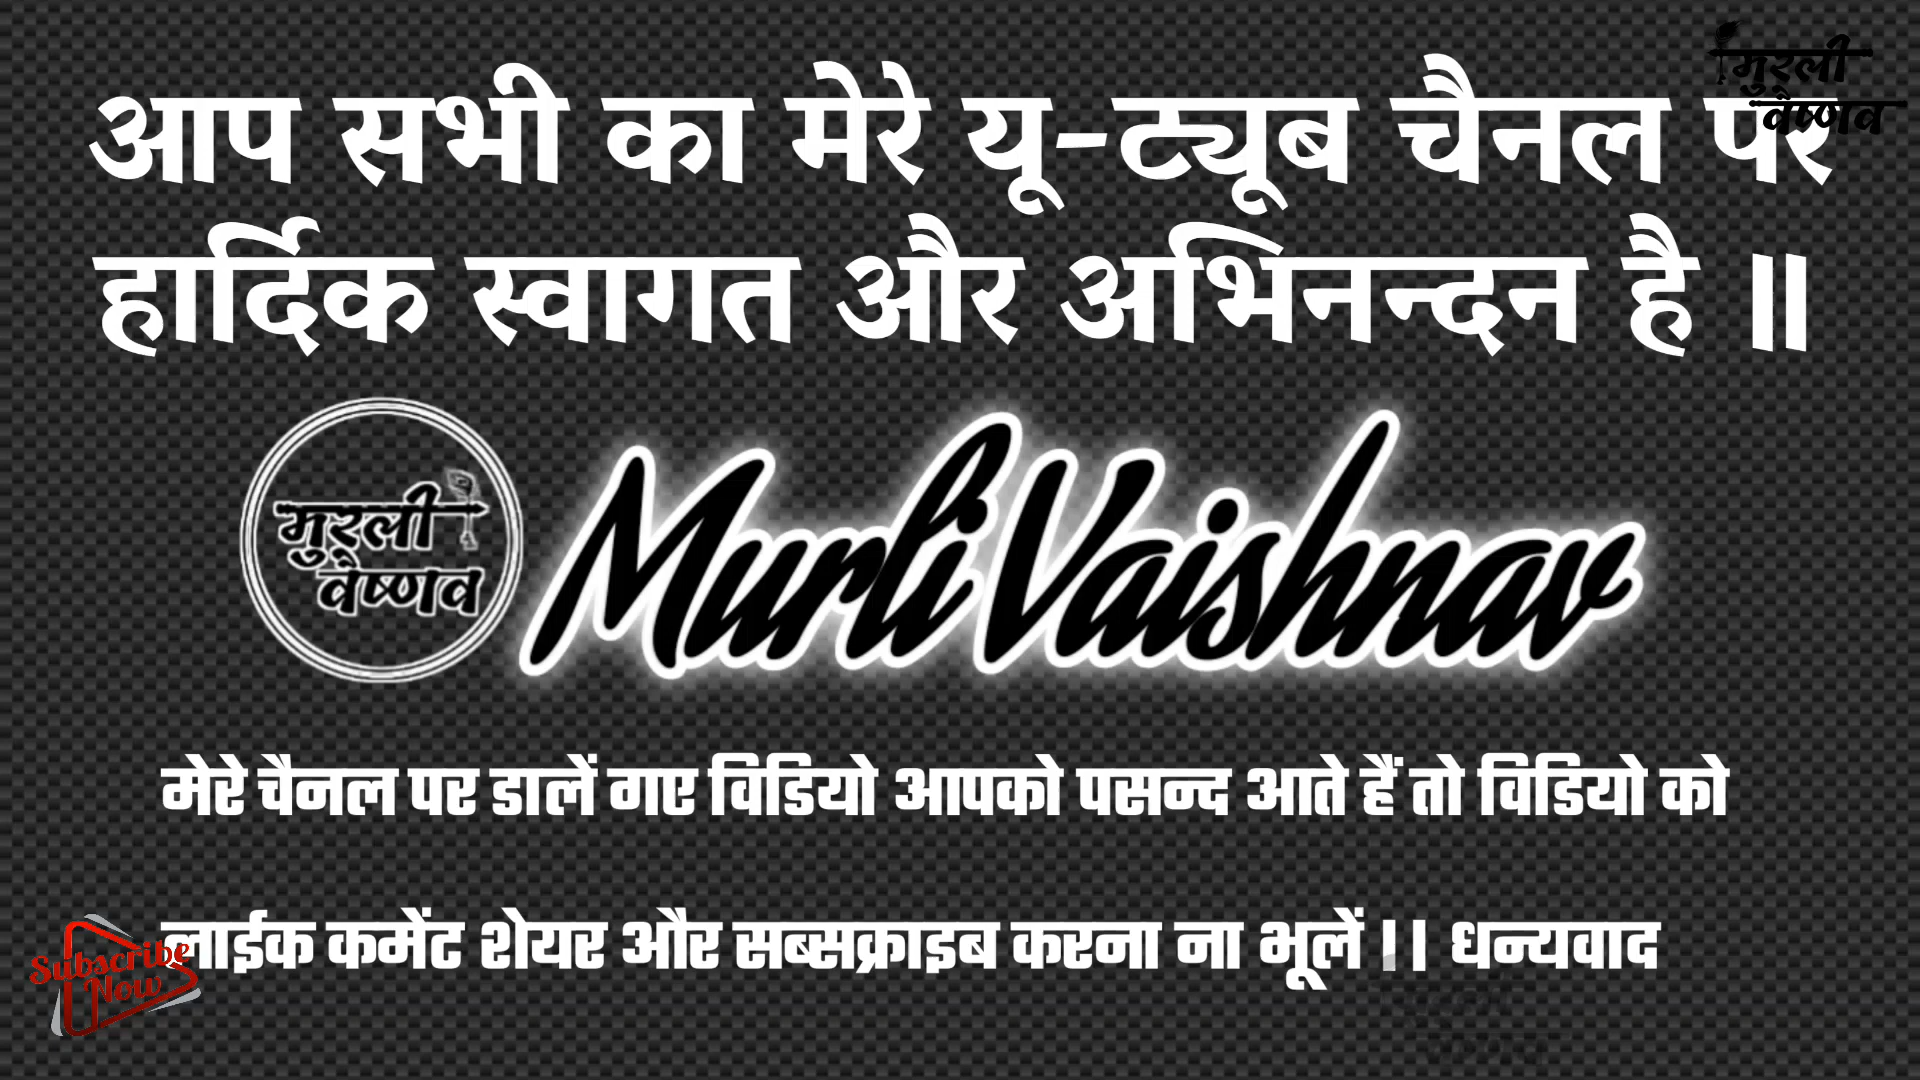 मुरली
वैष्णव
आप सभी का मेरे यू-ट्यूब चैनल पर
हार्दिक स्वागत और अभिनन्दन है ॥
मुरली
वैष्णव
Murli Vaishnav
मेरे चैनल पर डालें गए विडियो आपको पसन्द आते हैं तो विडियो को
लाईक कमेंट शेयर और सब्सक्राइब करना ना भूलें ।। धन्यवाद
Subscribe
Now